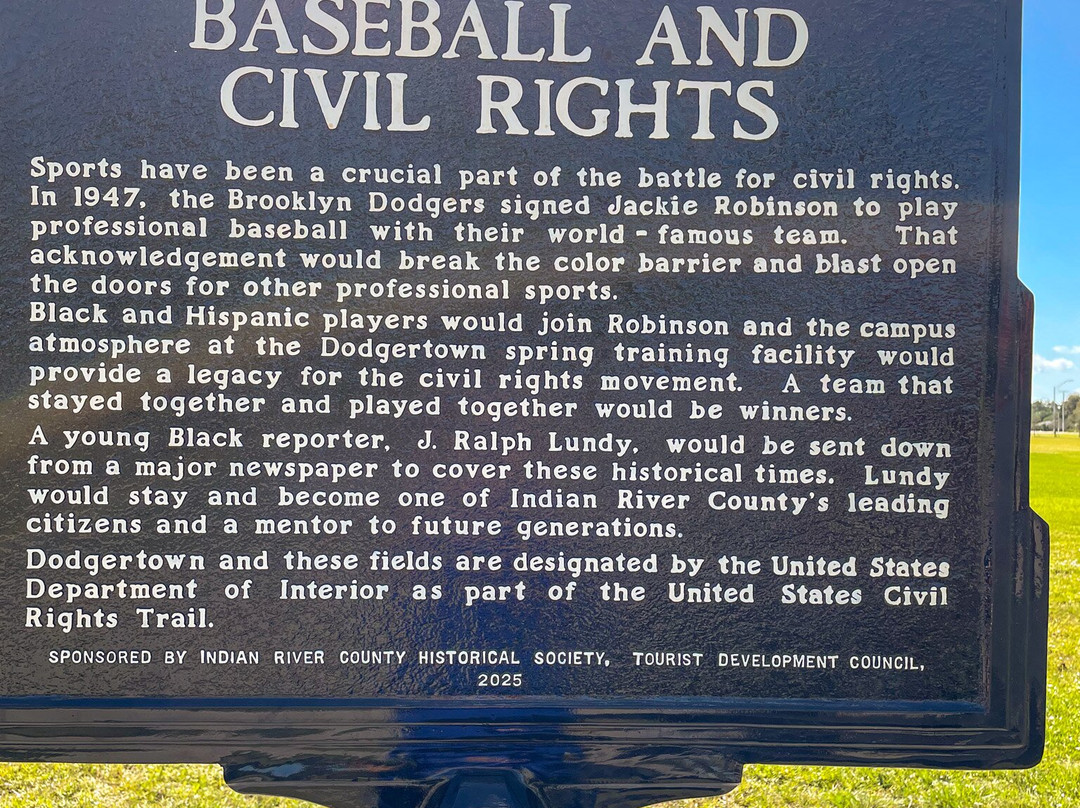 BASEBALL AND
CIVIL RIGHTS
Sports have been a crucial part of the battle for civil rights.
In 1947, the Brooklyn Dodgers signed Jackie Robinson to play
professional baseball with their world - famous team. That
acknowledgement would break the color barrier and blast open
the doors for other professional sports.
Black and Hispanic players would join Robinson and the campus
atmosphere at the Dodgertown spring training facility would
provide a legacy for the civil rights movement. A team that
stayed together and played together would be winners.
A young Black reporter, J. Ralph Lundy, would be sent down
from a major newspaper to cover these historical times. Lundy
would stay and become one of Indian River County's leading
citizens and a mentor to future generations.
Dodgertown and these fields are designated by the United States
Department of Interior as part of the United States Civil
Rights Trail.
SPONSORED BY INDIAN RIVER COUNTY HISTORICAL SOCIETY, TOURIST DEVELOPMENT COUNCIL,
2025